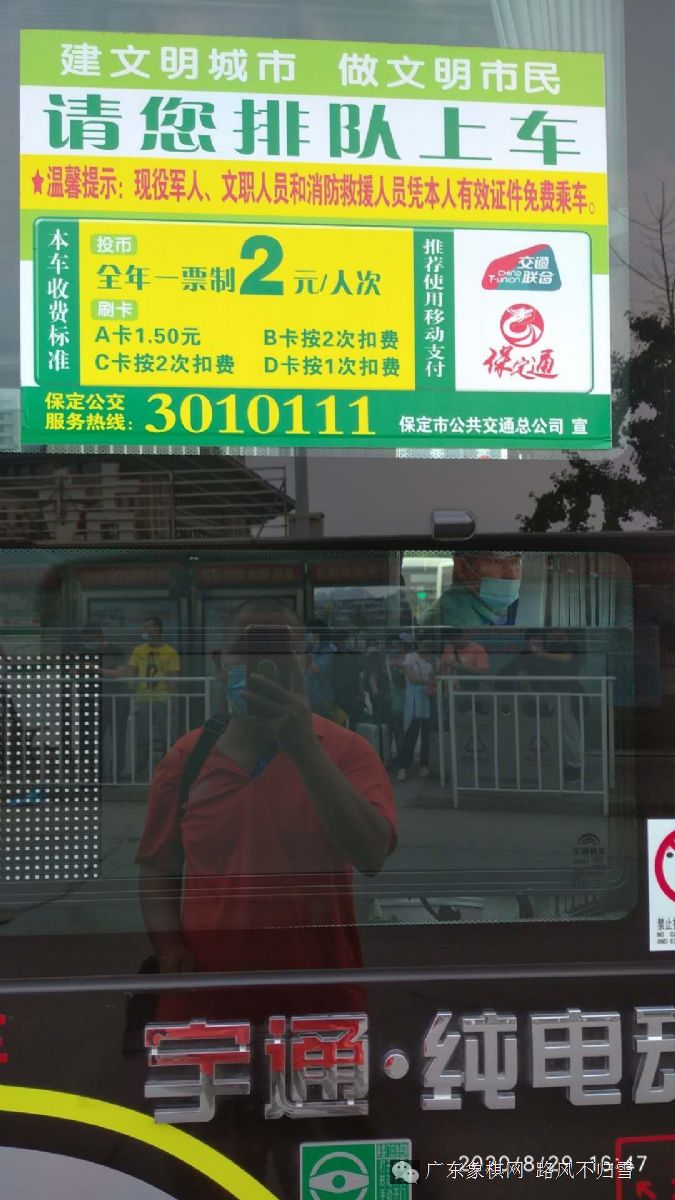 建文明城市 做文明市民
请您排队上车
★温馨提示：现役军人、文职人员和消防救援人员凭本人有效证件免费乘车。
本车收费标准
投币
全年一票制2元/人次
刷卡
A卡1.50元 B卡按2次扣费
C卡按2次扣费 D卡按1次扣费
推荐使用移动支付
交通联合
CHINA T-UNION
保定通
保定公交
服务热线：3010111
保定市公共交通总公司 宣
禁止
宇通·纯电动
2020/8/29 16:47
广东象棋网-路风不归雪